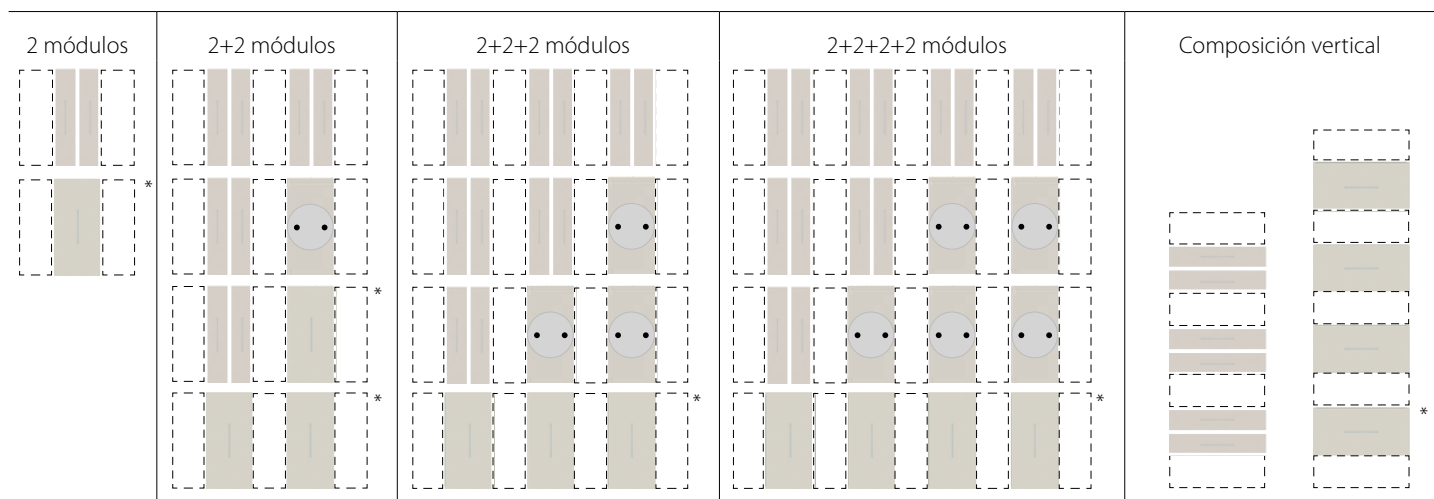 2 módulos
2+2 módulos
2+2+2 módulos
2+2+2+2 módulos
Composición vertical
*
*
*
*
*
*